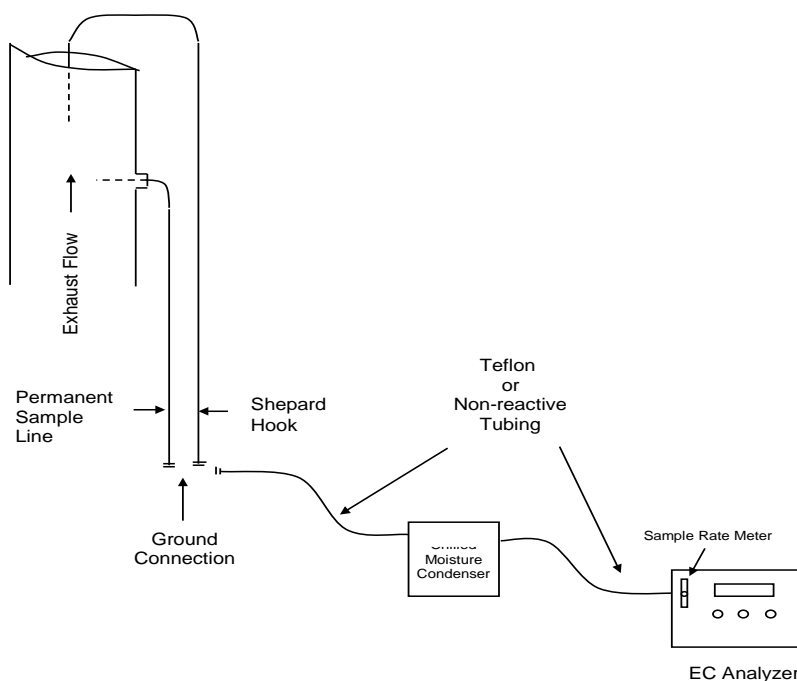 Exhaust Flow
Permanent
Sample
Line
Shepard
Hook
Ground
Connection
Teflon
or
Non-reactive
Tubing
Moisture
Condenser
Sample Rate Meter
EC Analyzer